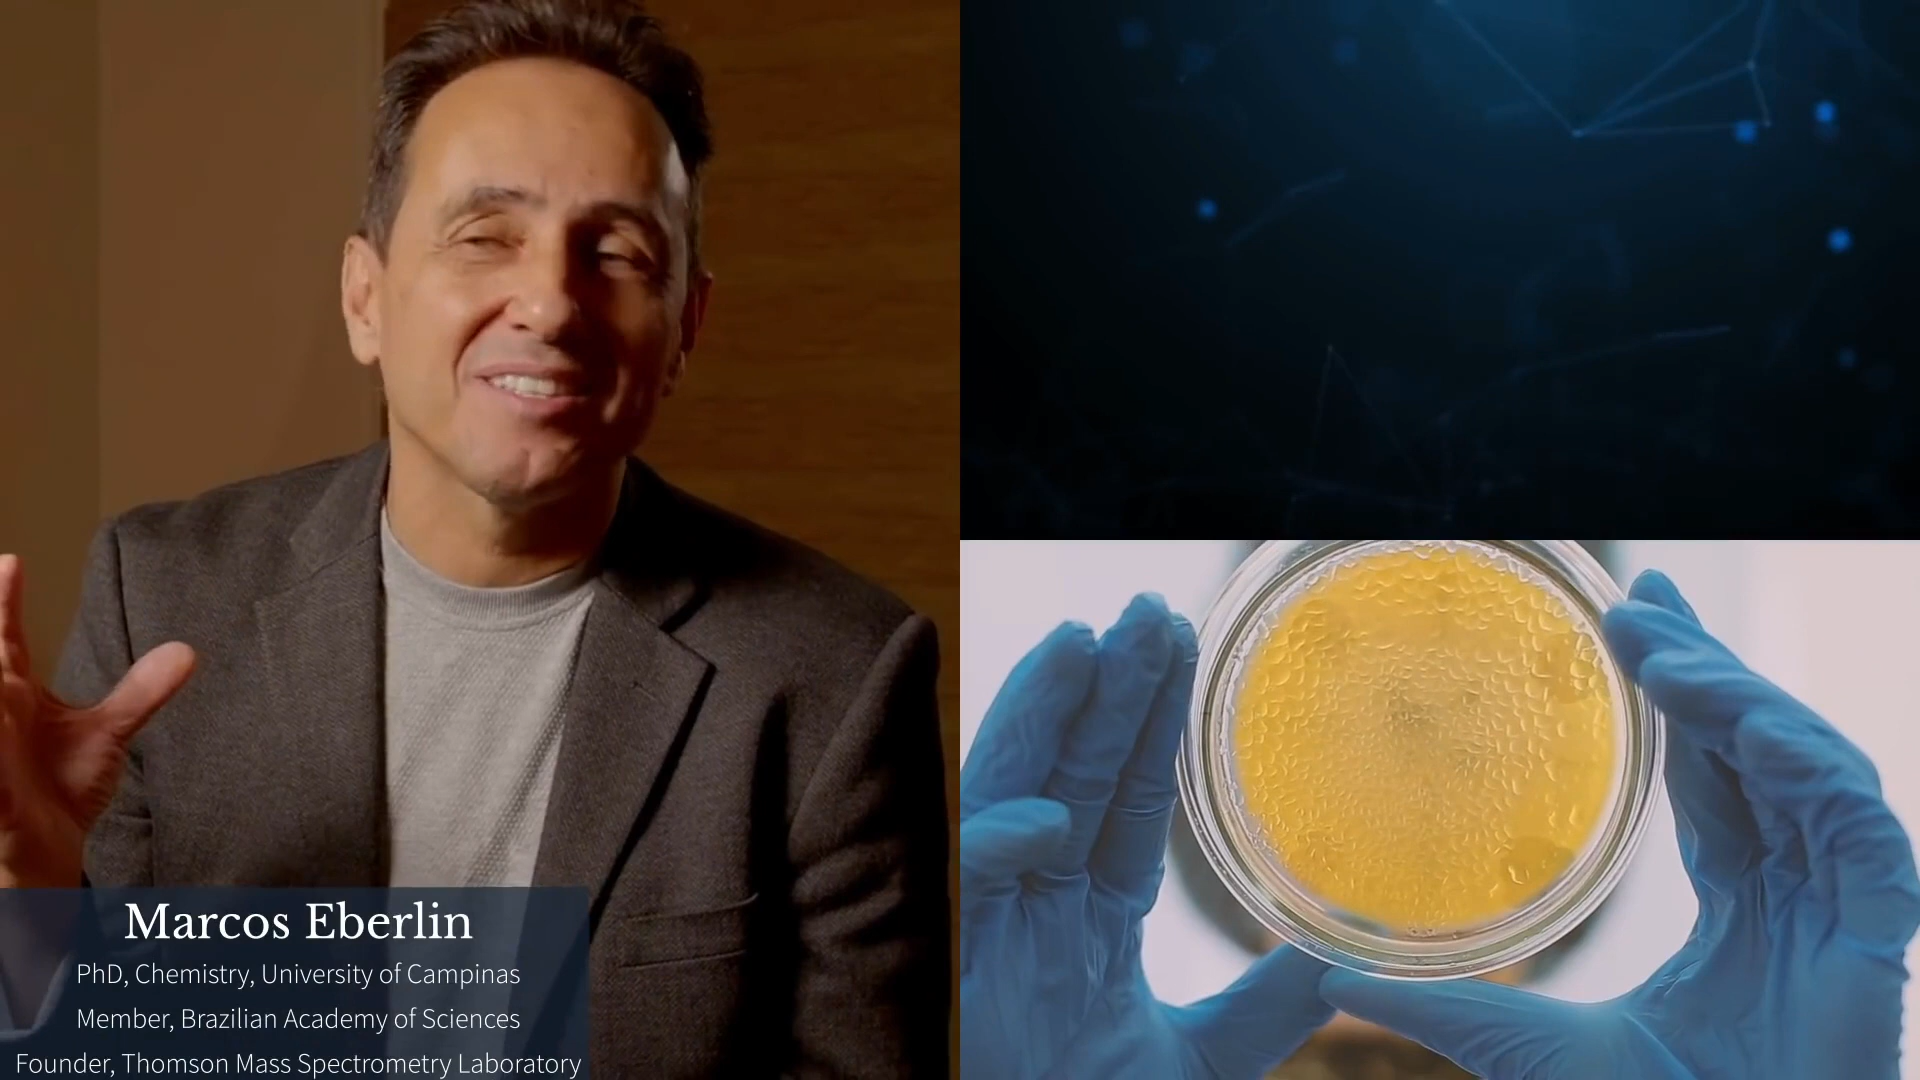 Marcos Eberlin
PhD, Chemistry, University of Campinas
Member, Brazilian Academy of Sciences
Founder, Thomson Mass Spectrometry Laboratory